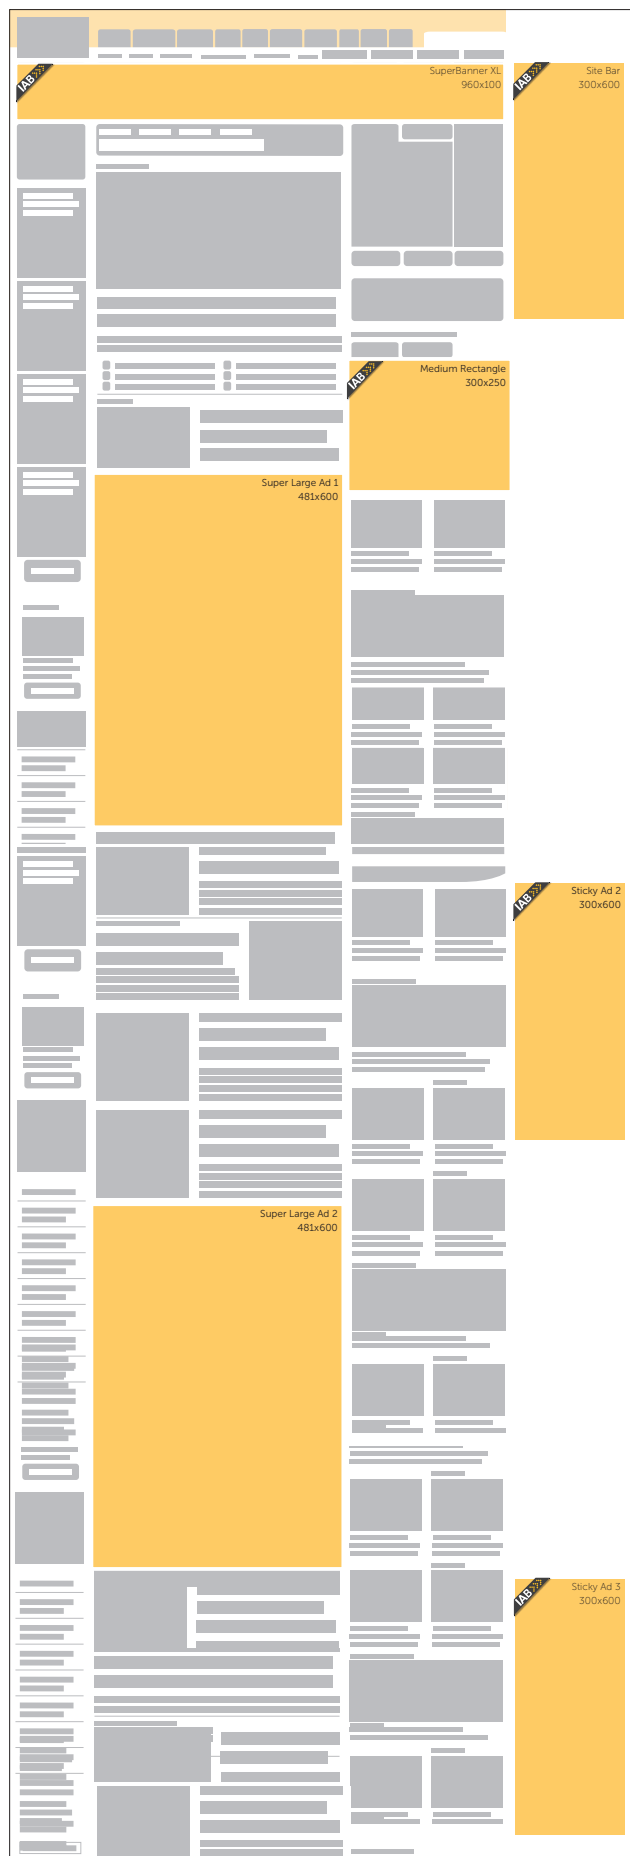 IAB
SuperBanner XL
960x100
IAB
Site Bar
300x600
IAB
Medium Rectangle
300x250
Super Large Ad 1
481x600
IAB
Sticky Ad 2
300x600
Super Large Ad 2
481x600
IAB
Sticky Ad 3
300x600